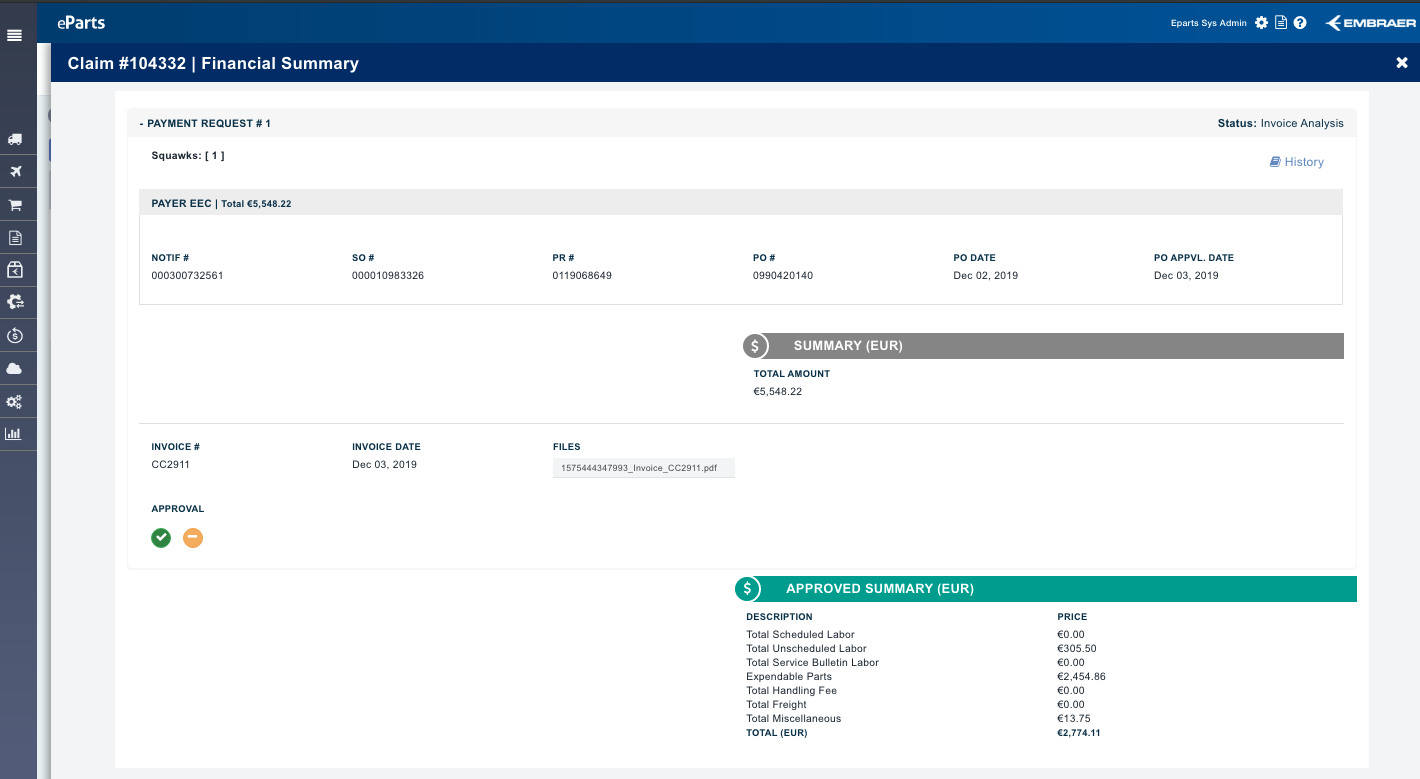 eParts
Eparts Sys Admin
EMBRAER
Claim #104332 | Financial Summary
- PAYMENT REQUEST # 1
Status: Invoice Analysis
Squawks: [ 1 ]
History
PAYER EEC | Total €5,548.22
NOTIF # SO # PR # PO # PO DATE PO APPVL. DATE
000300732561 000010983326 0119068649 0990420140 Dec 02, 2019 Dec 03, 2019
$ SUMMARY (EUR)
TOTAL AMOUNT
€5,548.22
INVOICE # INVOICE DATE FILES
CC2911 Dec 03, 2019 1575444347993_Invoice_CC2911.pdf
APPROVAL
$ APPROVED SUMMARY (EUR)
DESCRIPTION PRICE
Total Scheduled Labor €0.00
Total Unscheduled Labor €305.50
Total Service Bulletin Labor €0.00
Expendable Parts €2,454.86
Total Handling Fee €0.00
Total Freight €0.00
Total Miscellaneous €13.75
TOTAL (EUR) €2,774.11